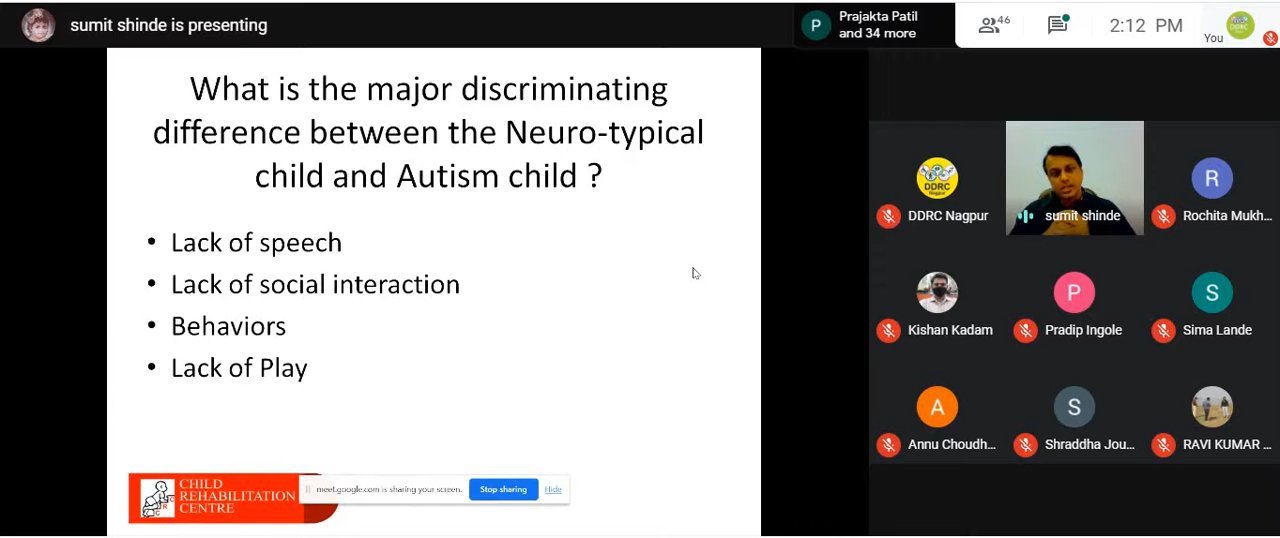 sumit shinde is presenting
P
Prajakta Patil
and 34 more
46
2:12 PM
You
What is the major discriminating
difference between the Neuro-typical
child and Autism child ?
• Lack of speech
• Lack of social interaction
• Behaviors
• Lack of Play
CHILD
REHABILITATION
CENTRE
CRC
meet.google.com is sharing your screen.
Stop sharing
Hide
DDRC
Nagpur
DDRC Nagpur
sumit shinde
R
Rochita Mukh...
Kishan Kadam
P
Pradip Ingole
S
Sima Lande
A
Annu Choudh...
S
Shraddha Jou...
RAVI KUMAR ...